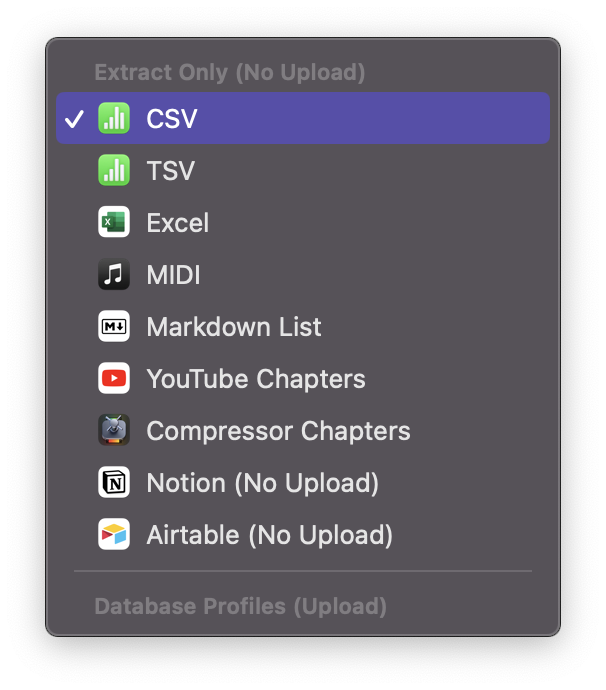 Extract Only (No Upload)
CSV
TSV
Excel
MIDI
Markdown List
YouTube Chapters
Compressor Chapters
Notion (No Upload)
Airtable (No Upload)
Database Profiles (Upload)